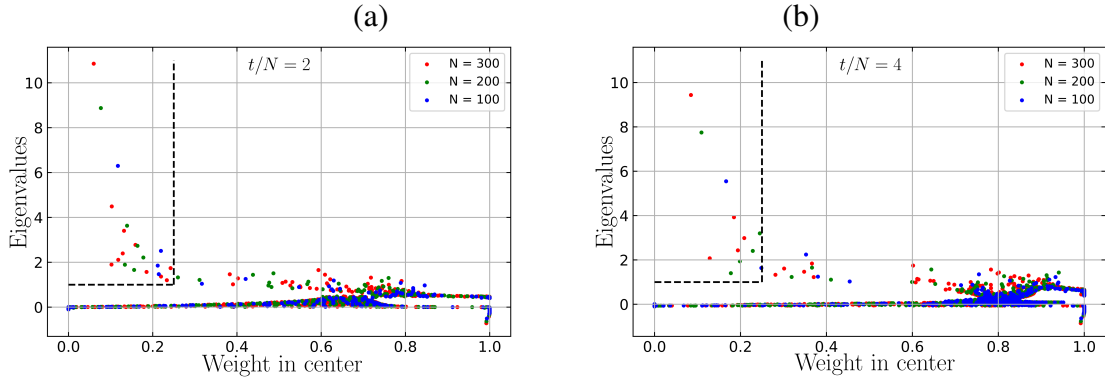 (a)
t/N = 2
N = 300
N = 200
N = 100
Eigenvalues
10
8
6
4
2
0
0.0 0.2 0.4 0.6 0.8 1.0
Weight in center
(b)
t/N = 4
N = 300
N = 200
N = 100
Eigenvalues
10
8
6
4
2
0
0.0 0.2 0.4 0.6 0.8 1.0
Weight in center